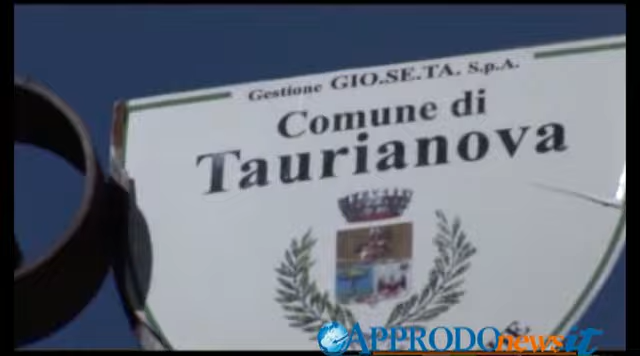 Gestione GIO.SE.TA. S.p.A.
Comune di
Taurianova
APPRODOnews.it